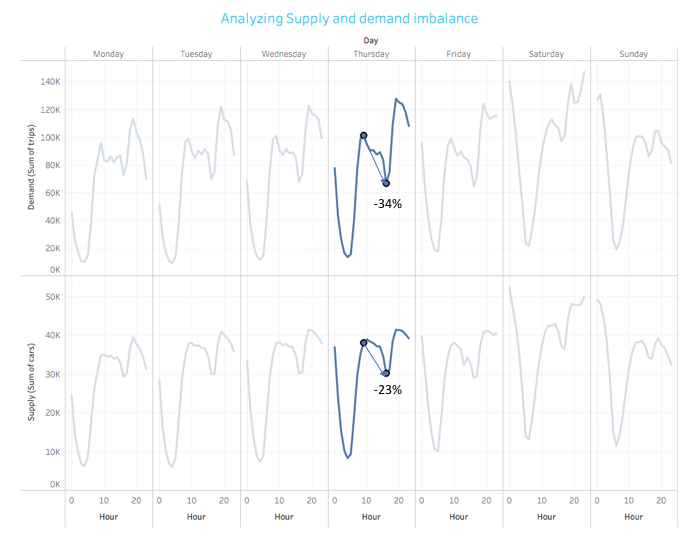 Analyzing Supply and demand imbalance
Day
Monday Tuesday Wednesday Thursday Friday Saturday Sunday
Demand (Sum of trips)
140K
120K
100K
80K
60K
40K
20K
0K
-34%
Supply (Sum of cars)
50K
40K
30K
20K
10K
0K
-23%
0 10 20 0 10 20 0 10 20 0 10 20 0 10 20 0 10 20 0 10 20
Hour Hour Hour Hour Hour Hour Hour